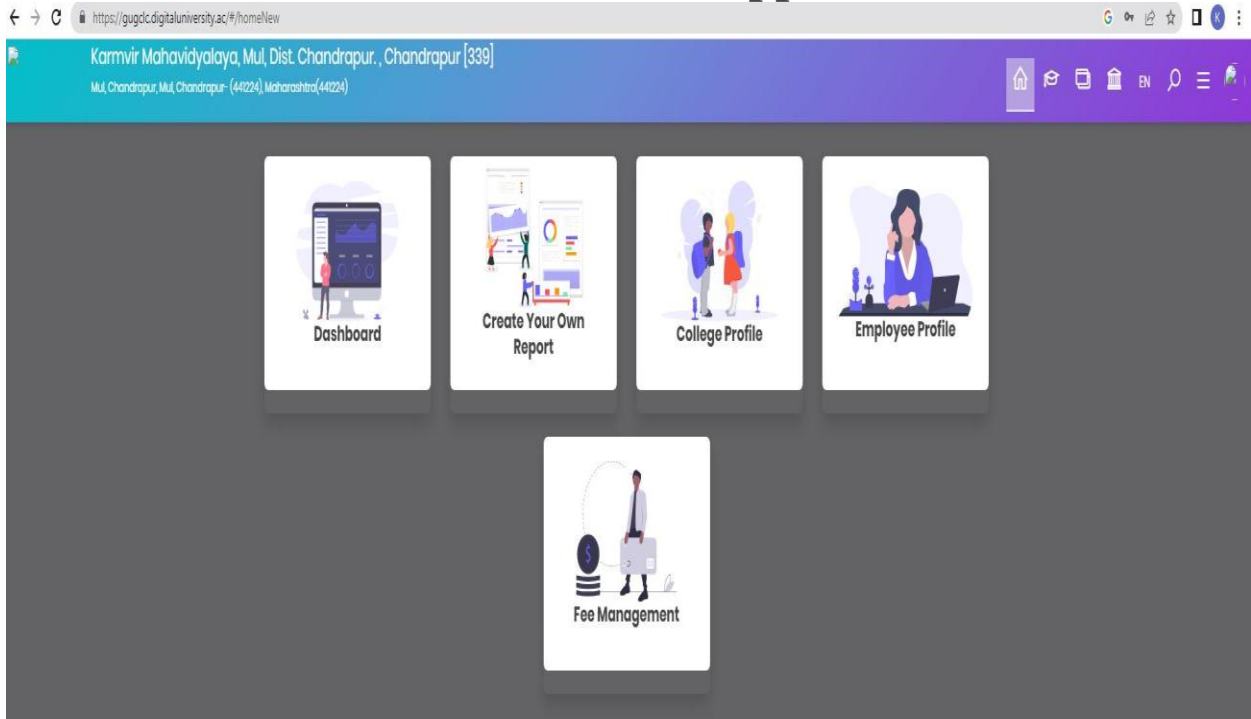 https://gugdc.digitaluniversity.ac/#/homeNew
G
K
Karmvir Mahavidyalaya, Mul, Dist. Chandrapur. , Chandrapur [339]
Mul, Chandrapur, Mul, Chandrapur- (441224), Maharashtra(441224)
EN
Dashboard
Create Your Own
Report
College Profile
Employee Profile
$
Fee Management